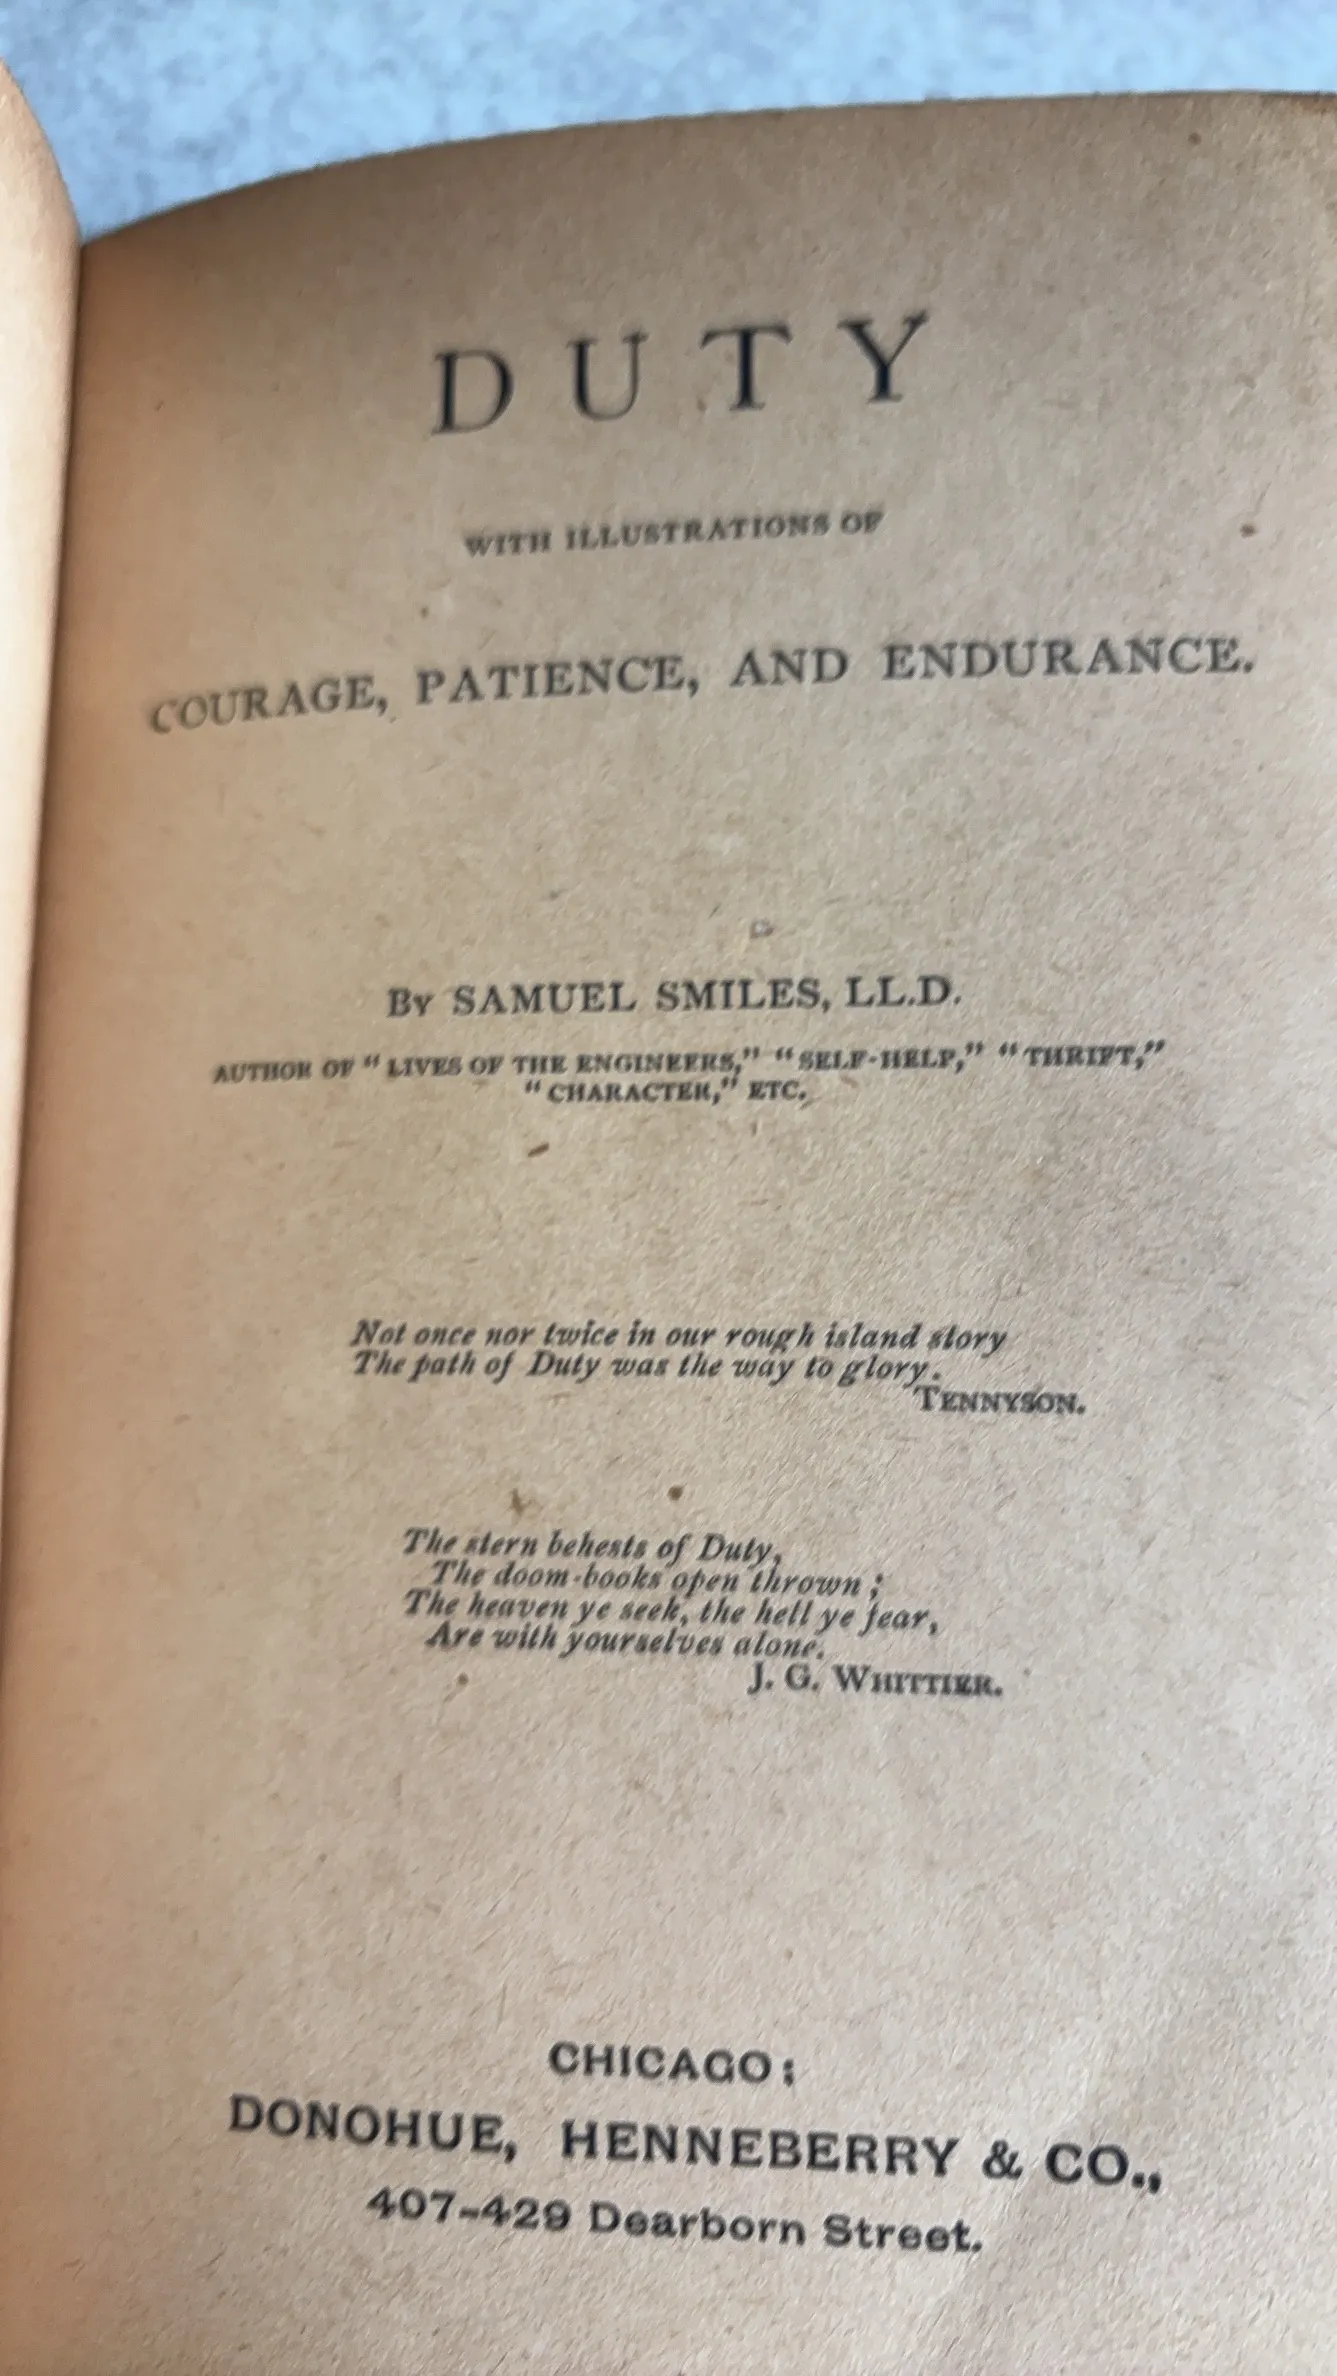 DUTY
WITH ILLUSTRATIONS OF
COURAGE, PATIENCE, AND ENDURANCE.
BY SAMUEL SMILES, LL.D.
AUTHOR OF “LIVES OF THE ENGINEERS,” “SELF-HELP,” “THRIFT,”
“CHARACTER,” ETC.
Not once nor twice in our rough island story
The path of Duty was the way to glory.
TENNYSON.
The stern behests of Duty,
The doom-books open thrown;
The heaven ye seek, the hell ye fear,
Are with yourselves alone.
J. G. WHITTIER.
CHICAGO:
DONOHUE, HENNEBERRY & CO.,
407-429 Dearborn Street.